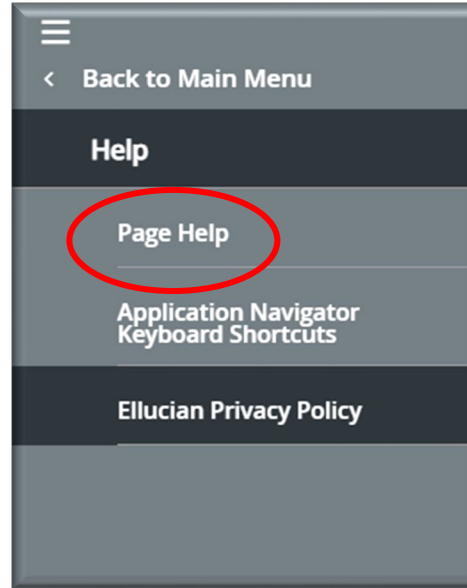 Back to Main Menu
Help
Page Help
Application Navigator
Keyboard Shortcuts
Ellucian Privacy Policy